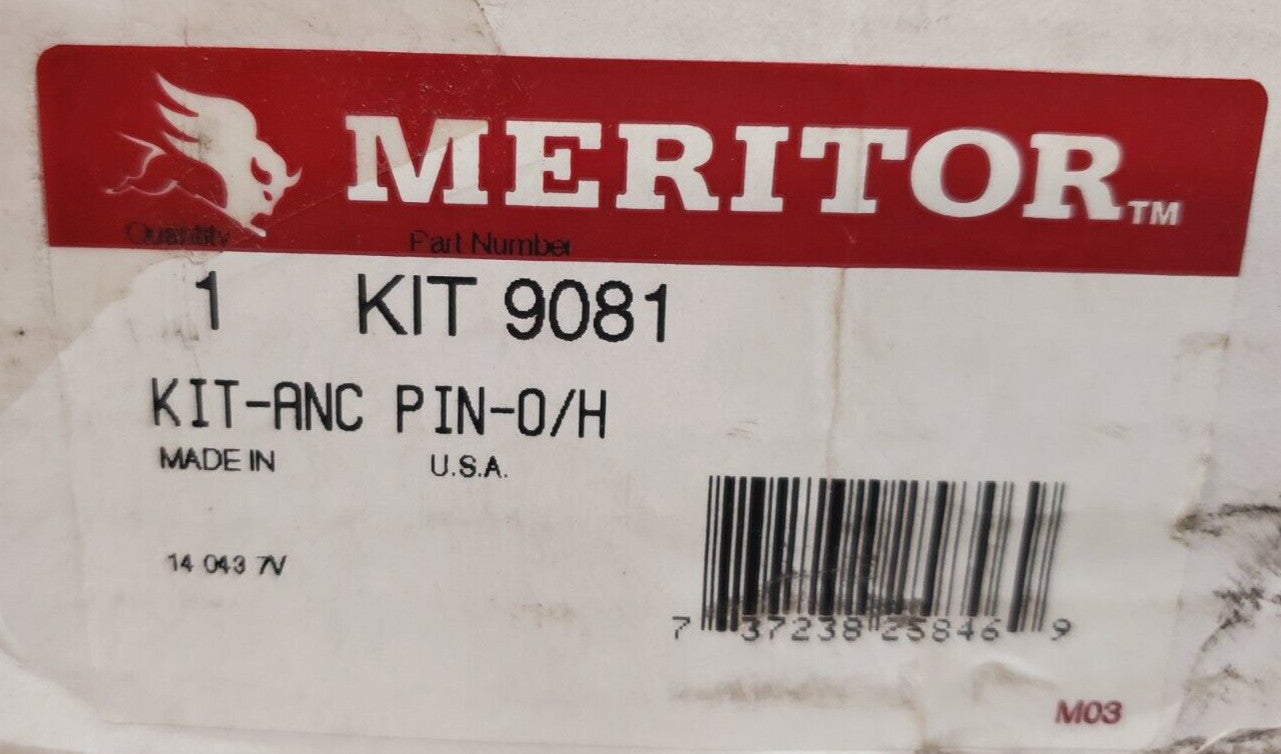 MERITOR™
Quantity Part Number
1 KIT 9081
KIT-ANC PIN-O/H
MADE IN U.S.A.
14 043 7V
7 37238 25846 9
M03